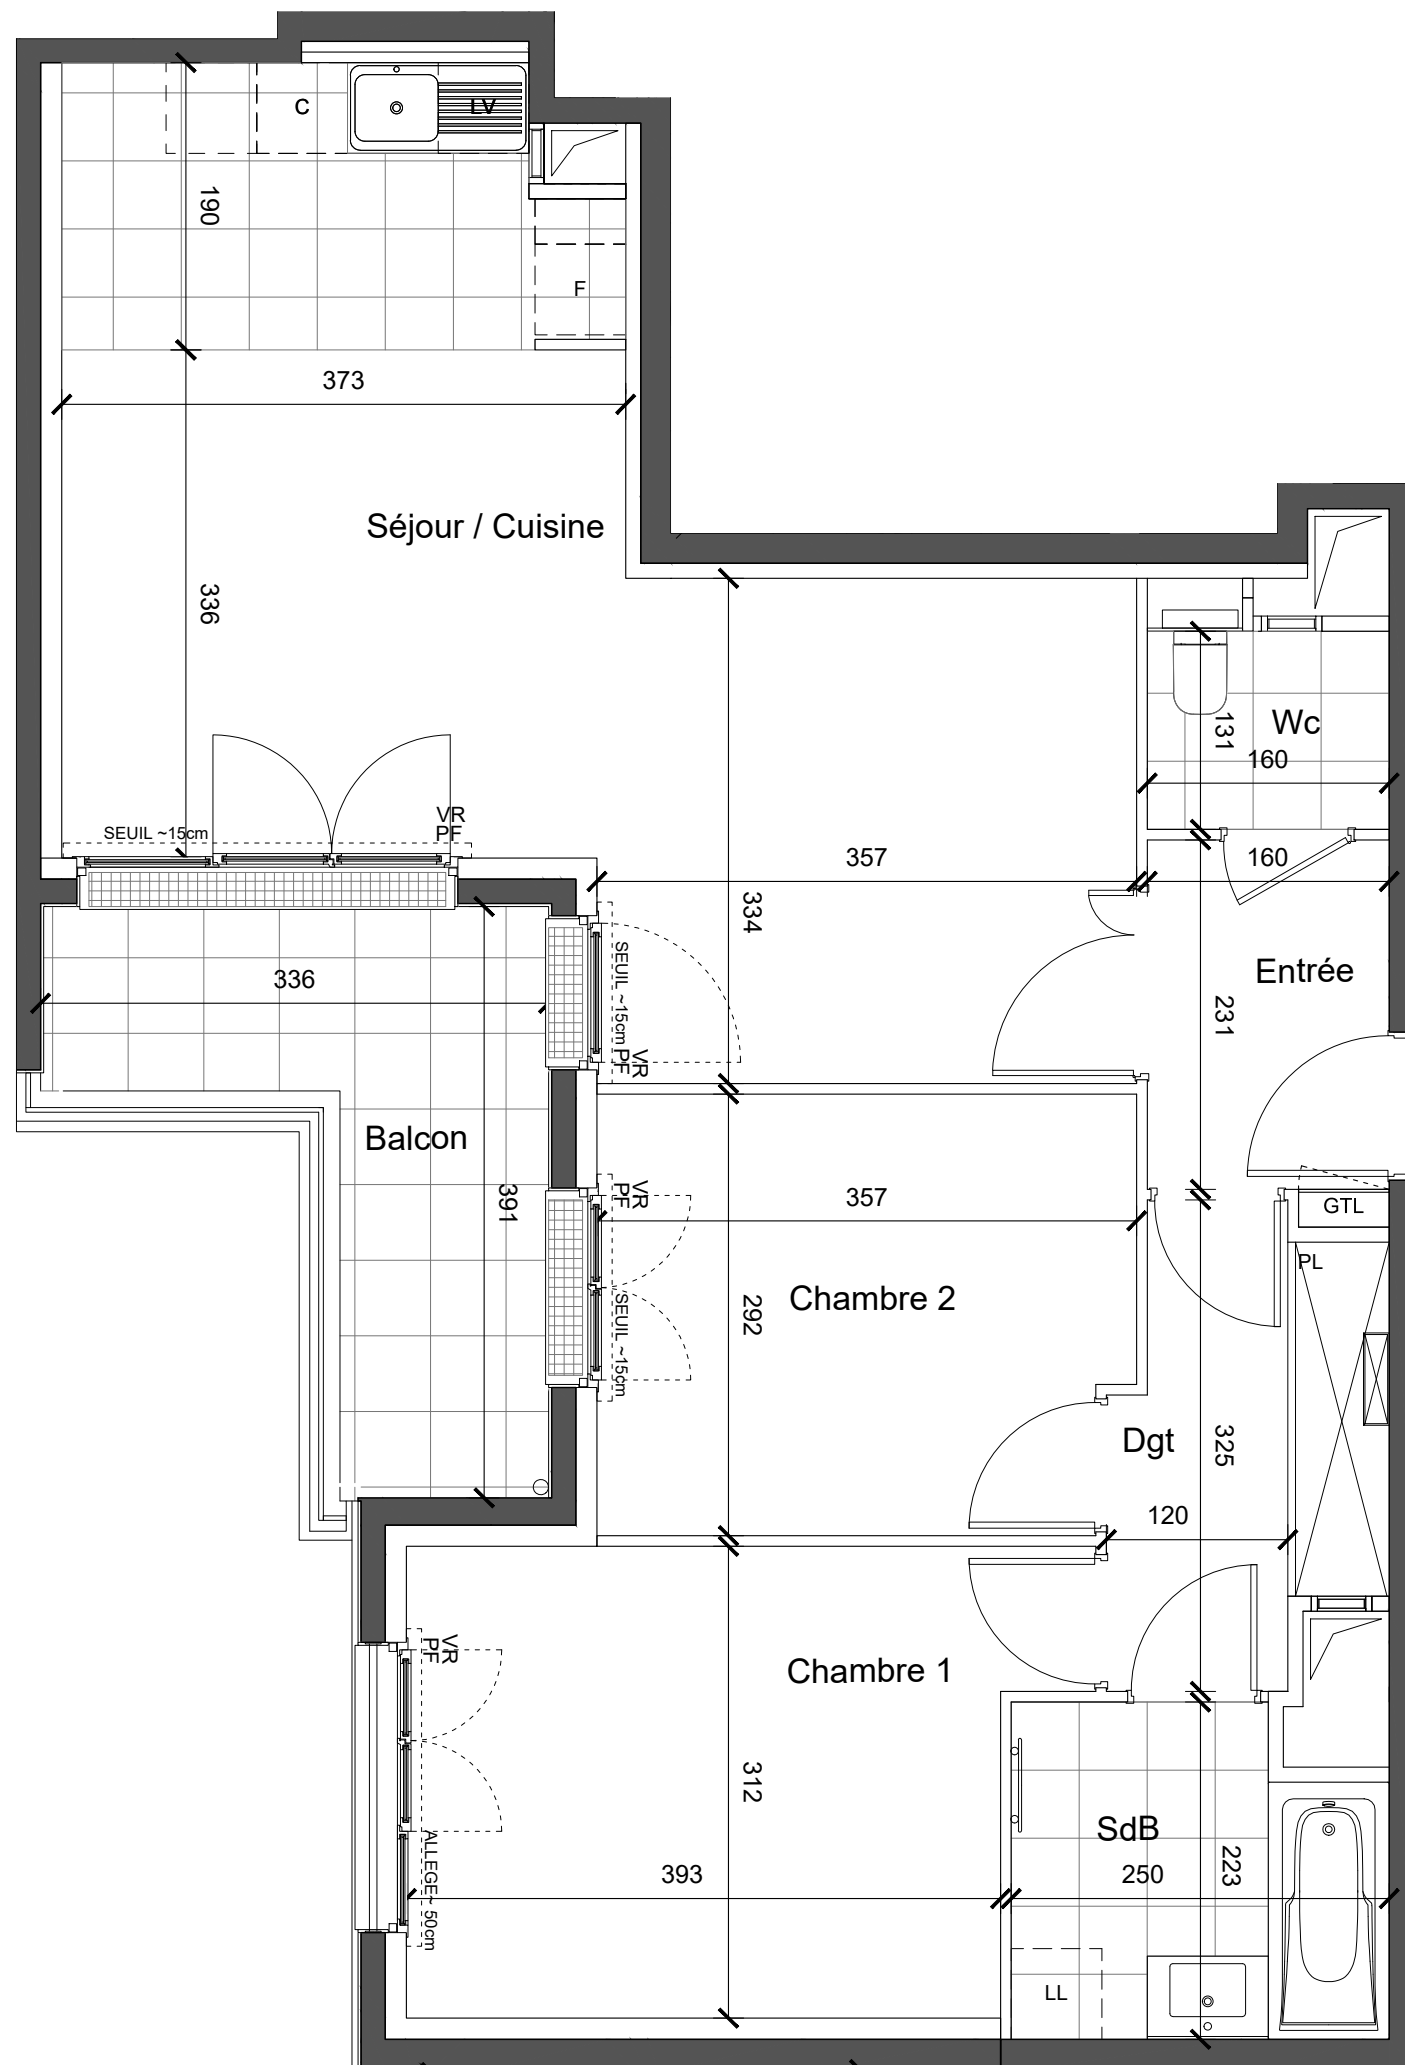 C
LV
190
F
373
Séjour / Cuisine
336
Wc
131
160
SEUIL ~15cm
VR
PF
357
160
334
SEUIL ~15cm
VR
PF
Entrée
336
231
Balcon
391
VR
PF
357
GTL
PL
SEUIL ~15cm
292
Chambre 2
Dgt
325
120
VR
PF
Chambre 1
312
ALLEGE~ 50cm
SdB
393
250
223
LL